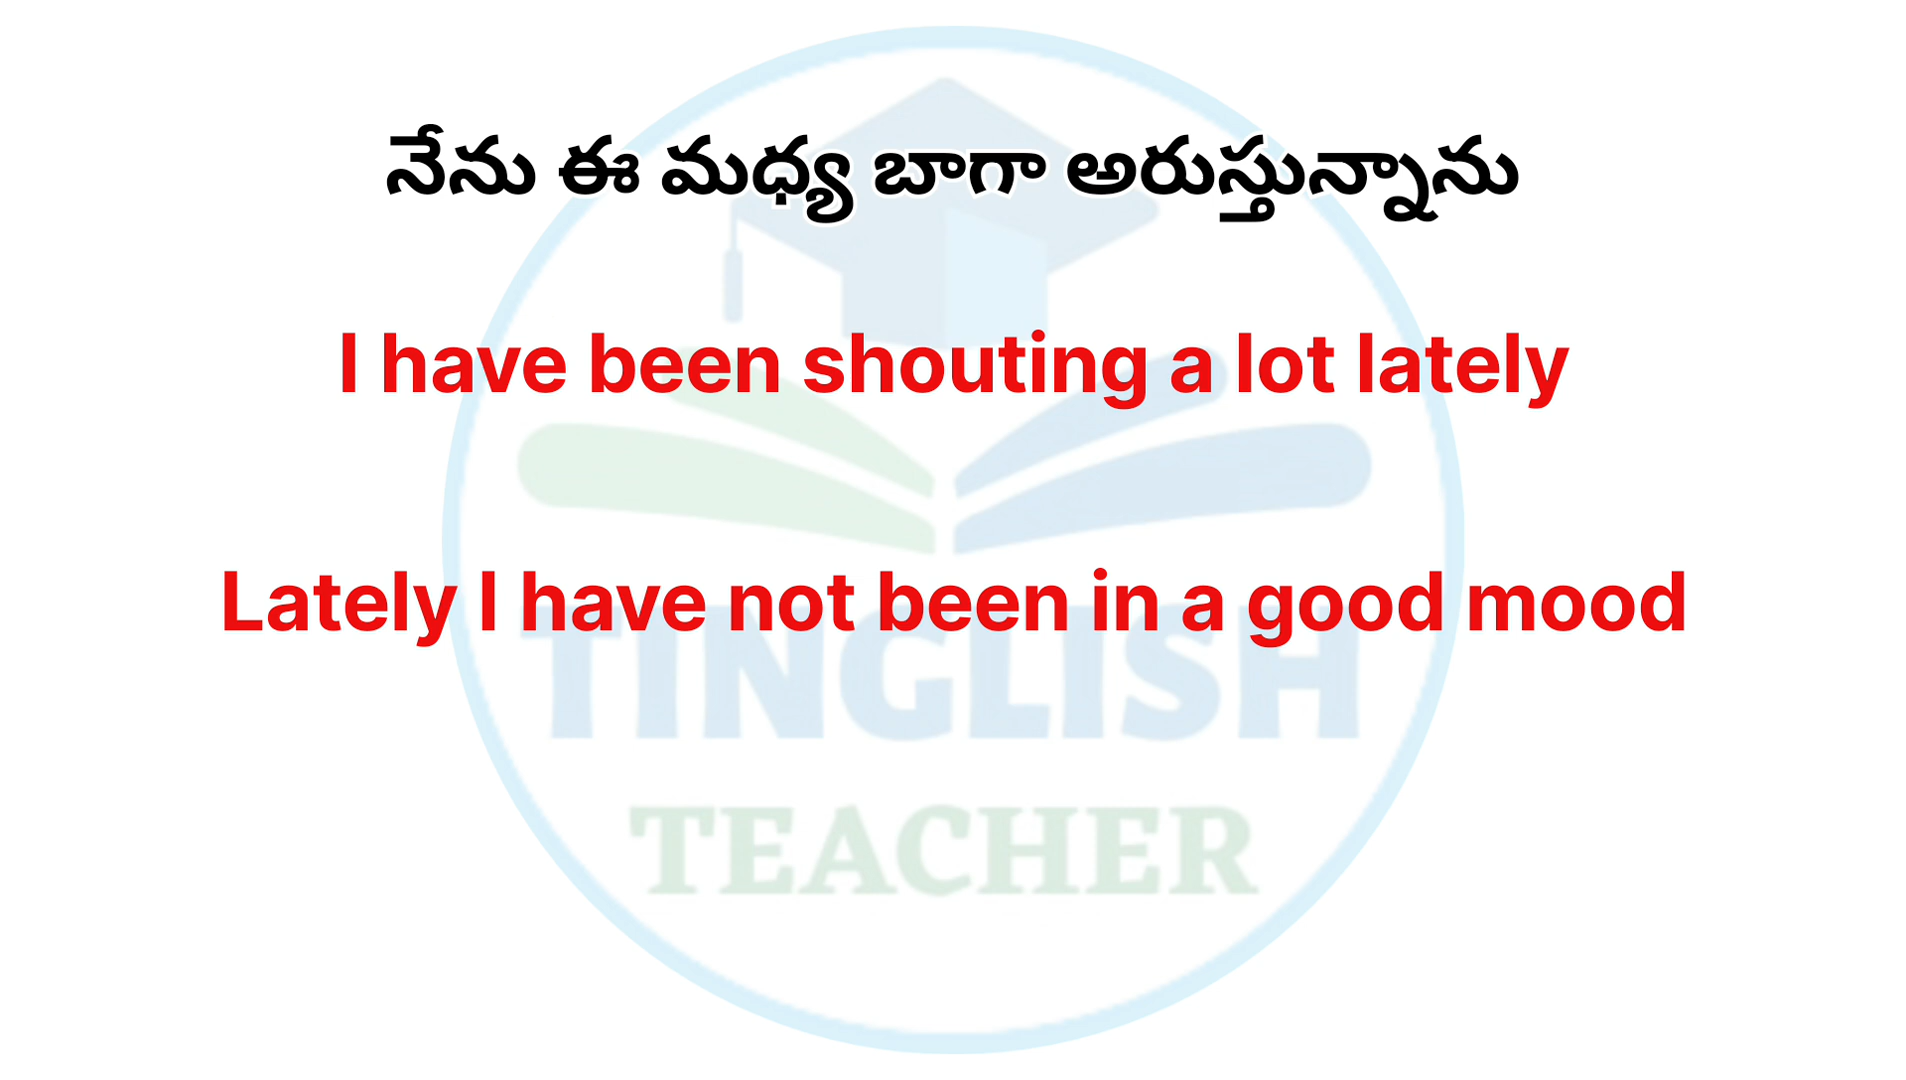 నేను ఈ మధ్య బాగా అరుస్తున్నాను
I have been shouting a lot lately
Lately I have not been in a good mood
TINGLISH
TEACHER